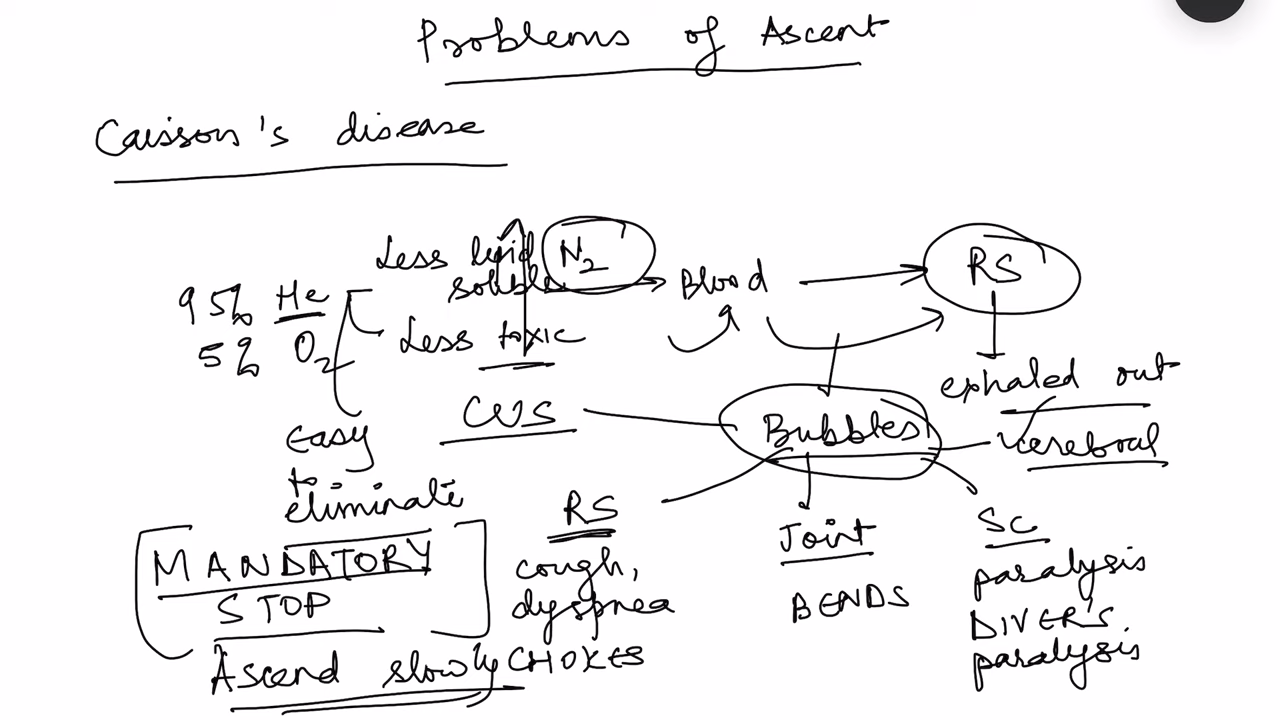 Problems of Ascent
Caisson's disease
Less lipid
soluble
N2
Blood
RS
95% He
5% O2
Less toxic
exhaled out
Easy
to
eliminate
CVS
Bubbles
cerebral
MANDATORY
STOP
Ascend slowly
RS
cough,
dyspnea
CHOKES
Joint
BENDS
SC
paralysis
DIVER'S
paralysis